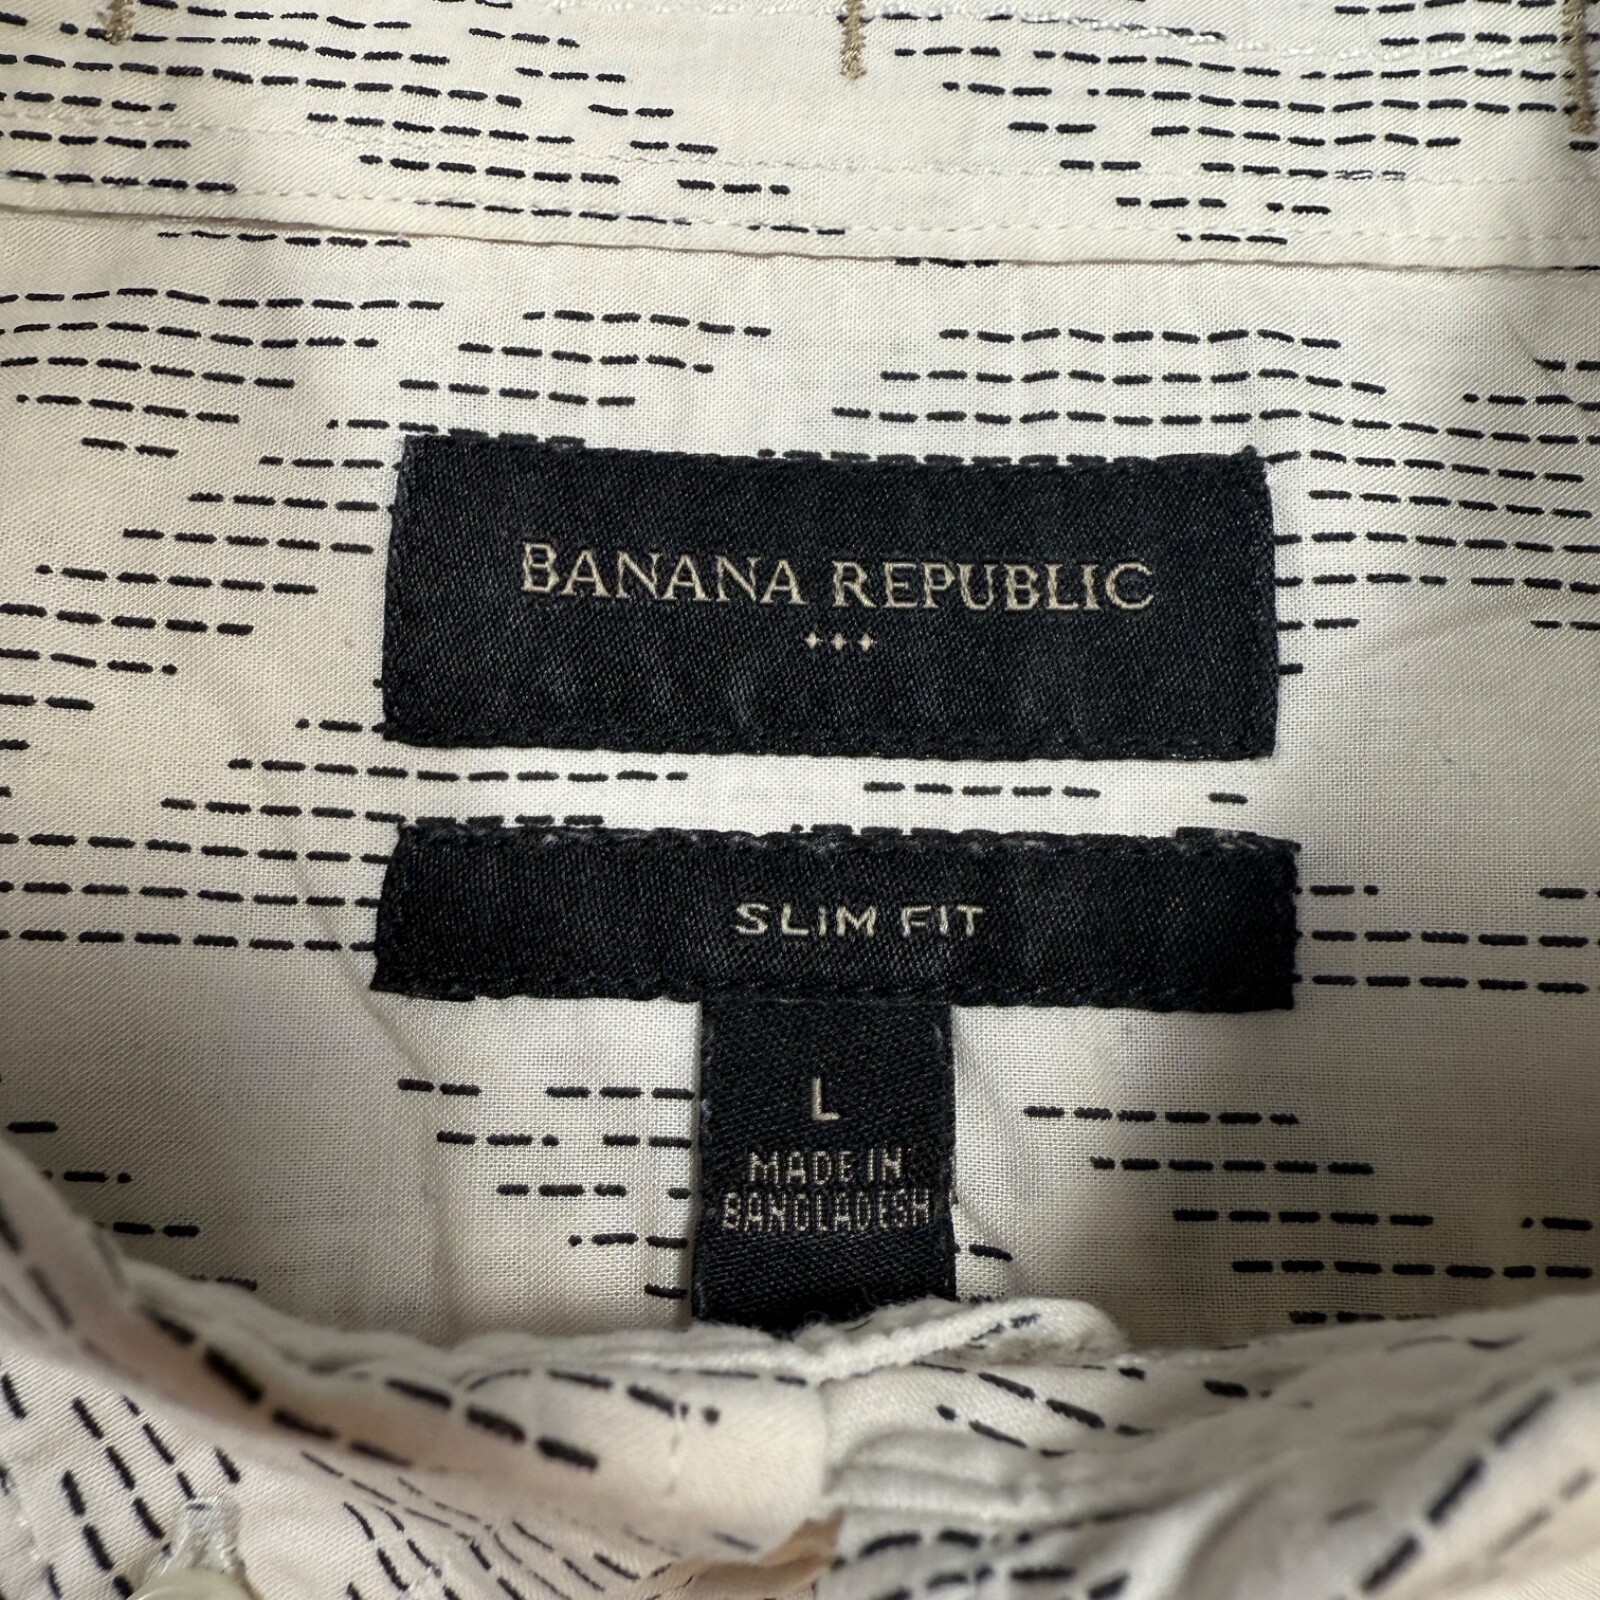 BANANA REPUBLIC
SLIM FIT
L
MADE IN
BANGLADESH